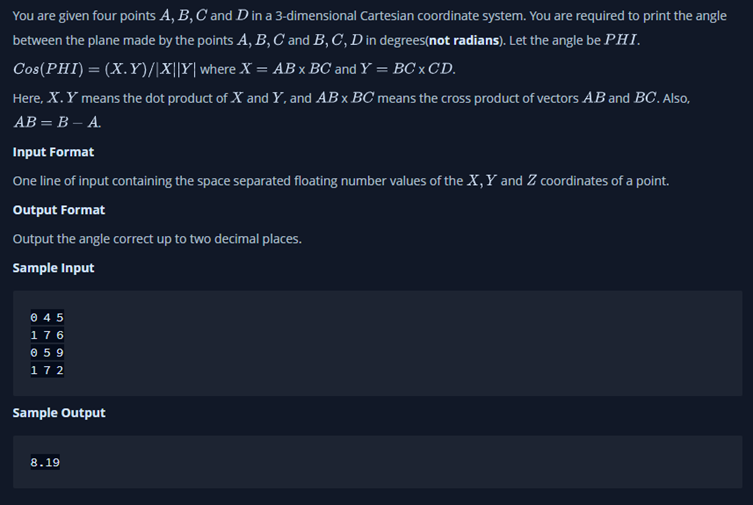 You are given four points A, B, C and D in a 3-dimensional Cartesian coordinate system. You are required to print the angle
between the plane made by the points A, B, C and B, C, D in degrees(not radians). Let the angle be PHI.
Cos(PHI) = (X.Y)/|X||Y| where X = AB x BC and Y = BC x CD.
Here, X.Y means the dot product of X and Y, and AB x BC means the cross product of vectors AB and BC. Also,
AB = B − A.
Input Format
One line of input containing the space separated floating number values of the X, Y and Z coordinates of a point.
Output Format
Output the angle correct up to two decimal places.
Sample Input
0 4 5
1 7 6
0 5 9
1 7 2
Sample Output
8.19